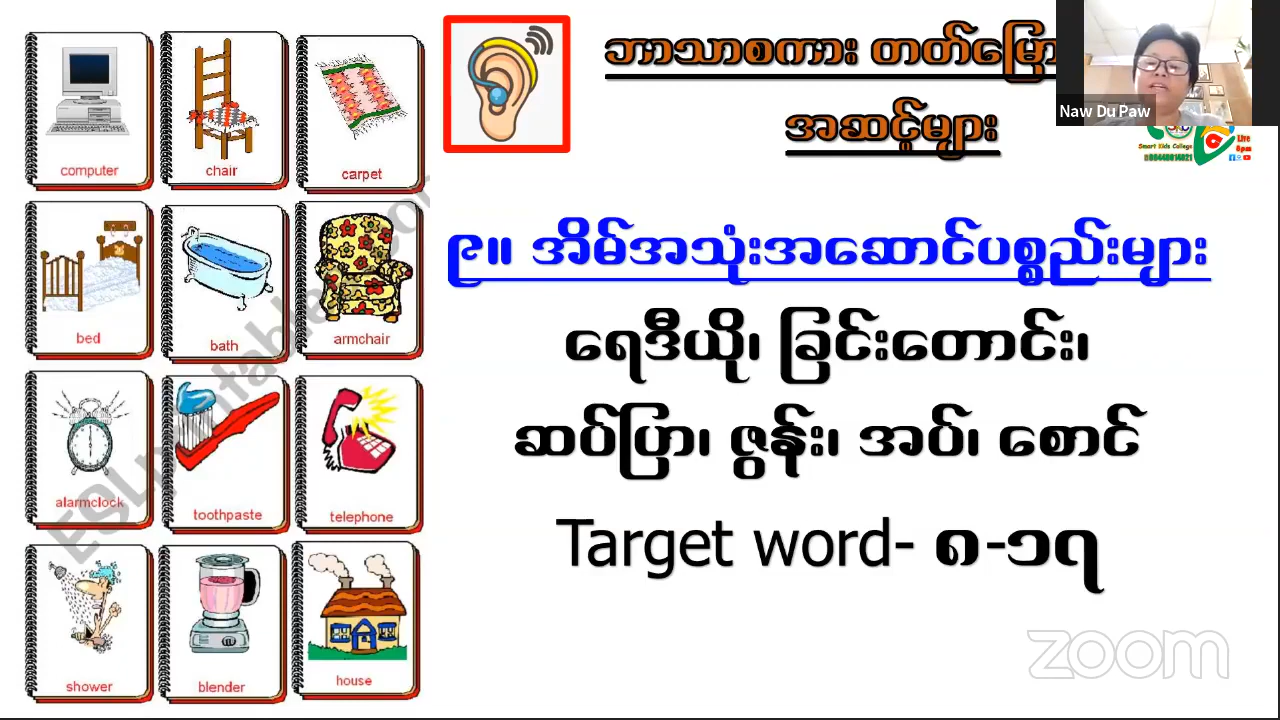 computer
chair
carpet
bed
bath
armchair
alarmclock
toothpaste
telephone
shower
blender
house
ဘာသာစကား တတ်မြော
အဆင့်များ
Naw Du Paw
Smart Kids College
Live
8pm
၉။ အိမ်အသုံးအဆောင်ပစ္စည်းများ
ရေဒီယို၊ ခြင်းတောင်း၊
ဆပ်ပြာ၊ ဇွန်း၊ အပ်၊ စောင်
Target word- ၈-၁၇
zoom